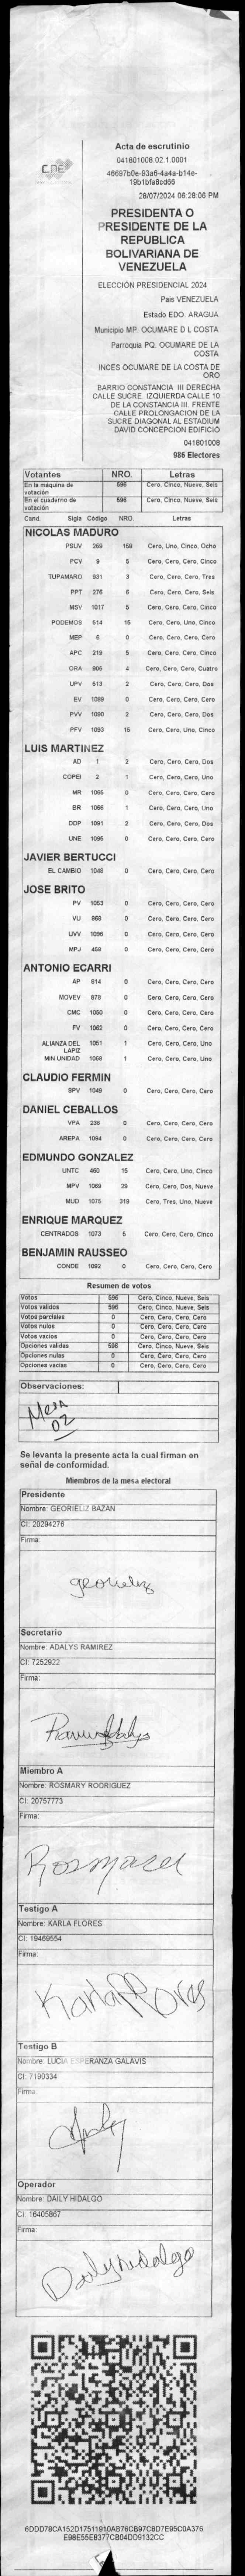 CNE
Acta de escrutinio
041801008.02.1.0001
46697b0e-93a6-4a4a-b14e-
19b1bfa8cd66
28/07/2024 06:28:06 PM
PRESIDENTA O
PRESIDENTE DE LA
REPUBLICA
BOLIVARIANA DE
VENEZUELA
ELECCIÓN PRESIDENCIAL 2024
Pais VENEZUELA
Estado EDO. ARAGUA
Municipio MP. OCUMARE D L COSTA
Parroquia PQ. OCUMARE DE LA
COSTA
INCES OCUMARE DE LA COSTA DE
ORO
BARRIO CONSTANCIA III DERECHA
CALLE SUCRE. IZQUIERDA CALLE 10
DE LA CONSTANCIA III. FRENTE
CALLE PROLONGACION DE LA
SUCRE DIAGONAL AL ESTADIUM
DAVID CONCEPCION EDIFICIO
041801008
986 Electores
Votantes NRO. Letras
En la máquina de votación 596 Cero, Cinco, Nueve, Seis
En el cuaderno de votación 596 Cero, Cinco, Nueve, Seis
Cand. Sigla Código NRO. Letras
NICOLAS MADURO
PSUV 269 158 Cero, Uno, Cinco, Ocho
PCV 9 5 Cero, Cero, Cero, Cinco
TUPAMARO 931 3 Cero, Cero, Cero, Tres
PPT 276 6 Cero, Cero, Cero, Seis
MSV 1017 5 Cero, Cero, Cero, Cinco
PODEMOS 514 15 Cero, Cero, Uno, Cinco
MEP 6 0 Cero, Cero, Cero, Cero
APC 219 5 Cero, Cero, Cero, Cinco
ORA 906 4 Cero, Cero, Cero, Cuatro
UPV 513 2 Cero, Cero, Cero, Dos
EV 1089 0 Cero, Cero, Cero, Cero
PVV 1090 2 Cero, Cero, Cero, Dos
PFV 1093 15 Cero, Cero, Uno, Cinco
LUIS MARTINEZ
AD 1 2 Cero, Cero, Cero, Dos
COPEI 2 1 Cero, Cero, Cero, Uno
MR 1085 0 Cero, Cero, Cero, Cero
BR 1086 1 Cero, Cero, Cero, Uno
DDP 1091 2 Cero, Cero, Cero, Dos
UNE 1095 0 Cero, Cero, Cero, Cero
JAVIER BERTUCCI
EL CAMBIO 1048 0 Cero, Cero, Cero, Cero
JOSE BRITO
PV 1053 0 Cero, Cero, Cero, Cero
VU 868 0 Cero, Cero, Cero, Cero
UVV 1096 0 Cero, Cero, Cero, Cero
MPJ 458 0 Cero, Cero, Cero, Cero
ANTONIO ECARRI
AP 814 0 Cero, Cero, Cero, Cero
MOVEV 878 0 Cero, Cero, Cero, Cero
CMC 1050 0 Cero, Cero, Cero, Cero
FV 1062 0 Cero, Cero, Cero, Cero
ALIANZA DEL LAPIZ 1051 1 Cero, Cero, Cero, Uno
MIN UNIDAD 1059 1 Cero, Cero, Cero, Uno
CLAUDIO FERMIN
SPV 1049 0 Cero, Cero, Cero, Cero
DANIEL CEBALLOS
VPA 238 0 Cero, Cero, Cero, Cero
AREPA 1094 0 Cero, Cero, Cero, Cero
EDMUNDO GONZALEZ
UNTC 460 15 Cero, Cero, Uno, Cinco
MPV 1069 29 Cero, Cero, Dos, Nueve
MUD 1075 319 Cero, Tres, Uno, Nueve
ENRIQUE MARQUEZ
CENTRADOS 1073 5 Cero, Cero, Cero, Cinco
BENJAMIN RAUSSEO
CONDE 1092 0 Cero, Cero, Cero, Cero
Resumen de votos
Votos 596 Cero, Cinco, Nueve, Seis
Votos validos 596 Cero, Cinco, Nueve, Seis
Votos parciales 0 Cero, Cero, Cero, Cero
Votos nulos 0 Cero, Cero, Cero, Cero
Votos vacios 0 Cero, Cero, Cero, Cero
Opciones validas 596 Cero, Cinco, Nueve, Seis
Opciones nulas 0 Cero, Cero, Cero, Cero
Opciones vacias 0 Cero, Cero, Cero, Cero
Observaciones:
Mesa
02
Se levanta la presente acta la cual firman en
señal de conformidad.
Miembros de la mesa electoral
Presidente
Nombre: GEORIELIZ BAZAN
CI: 20294276
Firma:
georieliz
Secretario
Nombre: ADALYS RAMIREZ
CI: 7252922
Firma:
Miembro A
Nombre: ROSMARY RODRIGUEZ
CI: 20757773
Firma:
Testigo A
Nombre: KARLA FLORES
CI: 19469554
Firma:
Karla Flores
Testigo B
Nombre: LUCIA ESPERANZA GALAVIS
CI: 7190334
Firma:
Operador
Nombre: DAILY HIDALGO
CI: 16405867
Firma:
Daily hidalgo
6DDD78CA152D17511910AB76CB97C8D7E95C0A376
E98E55E8377CB04DD9132CC